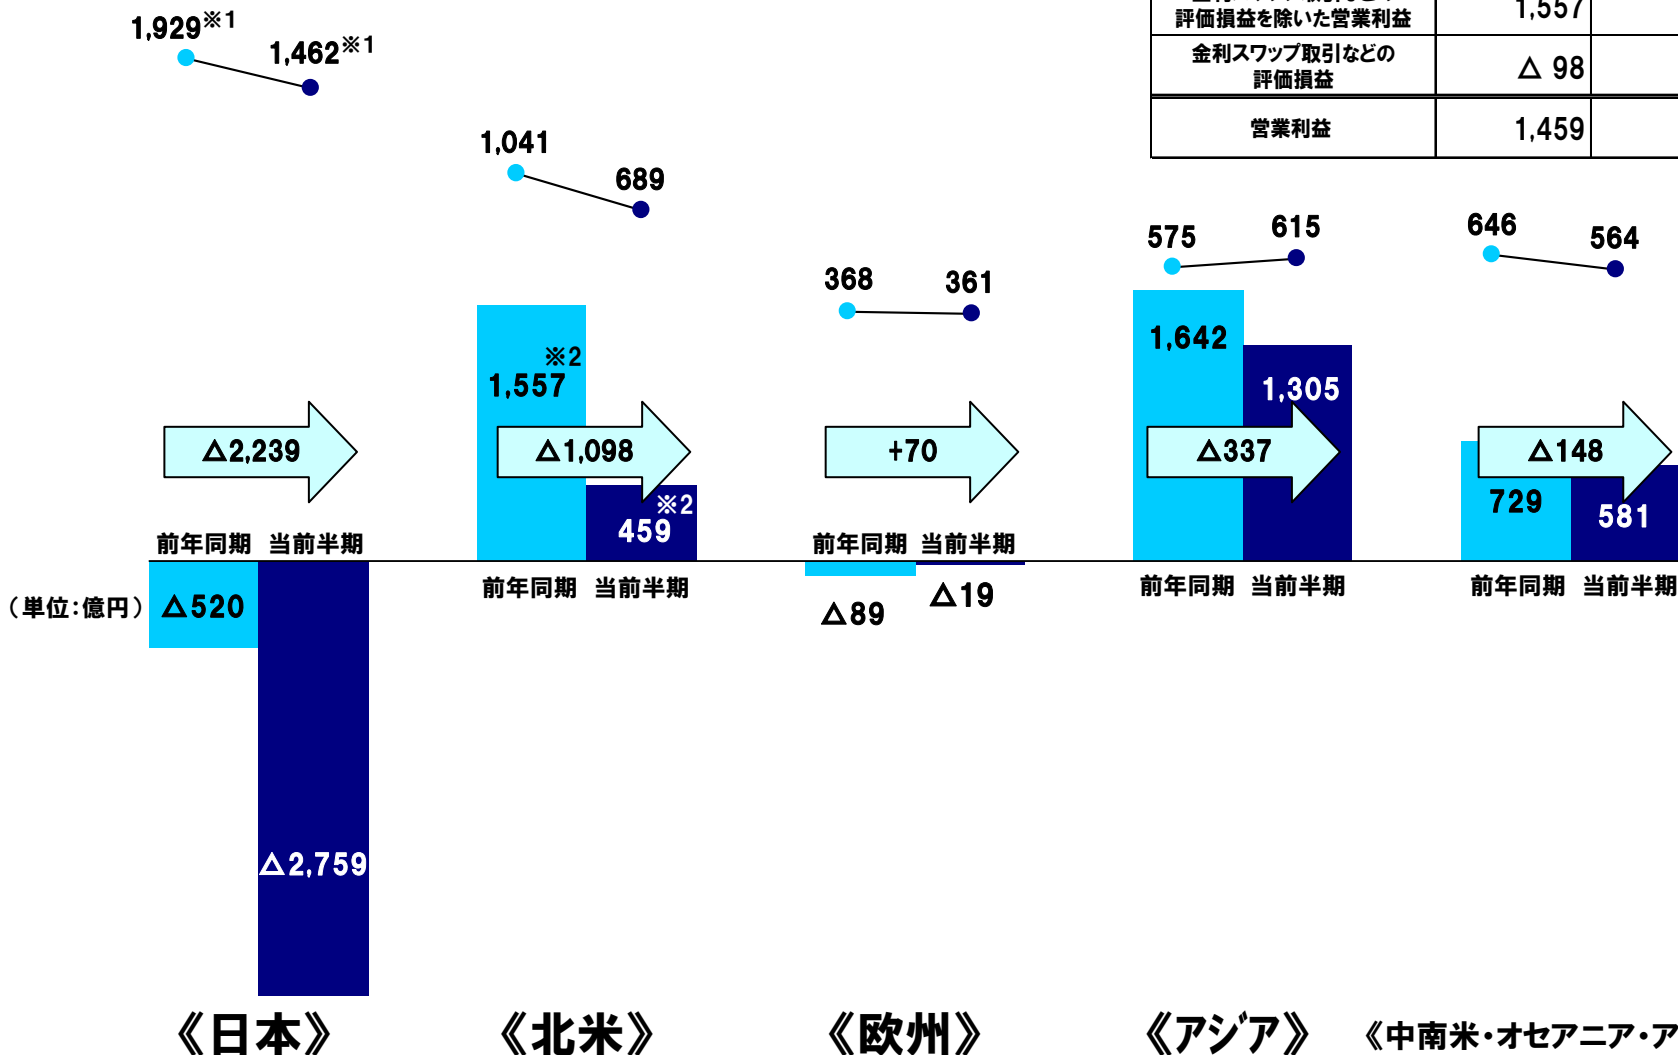 1,929※1
1,462※1
評価損益を除いた営業利益 1,557
金利スワップ取引などの
評価損益
△ 98
営業利益 1,459
1,041
689
368
361
575
615
646
564
※2
1,557
1,642
1,305
△2,239
△1,098
+70
△337
△148
※2
459
729
581
前年同期 当前半期
前年同期 当前半期
前年同期 当前半期
前年同期 当前半期
前年同期 当前半期
（単位：億円）
△520
△89
△19
△2,759
《日本》
《北米》
《欧州》
《アジア》
《中南米・オセアニア・ア